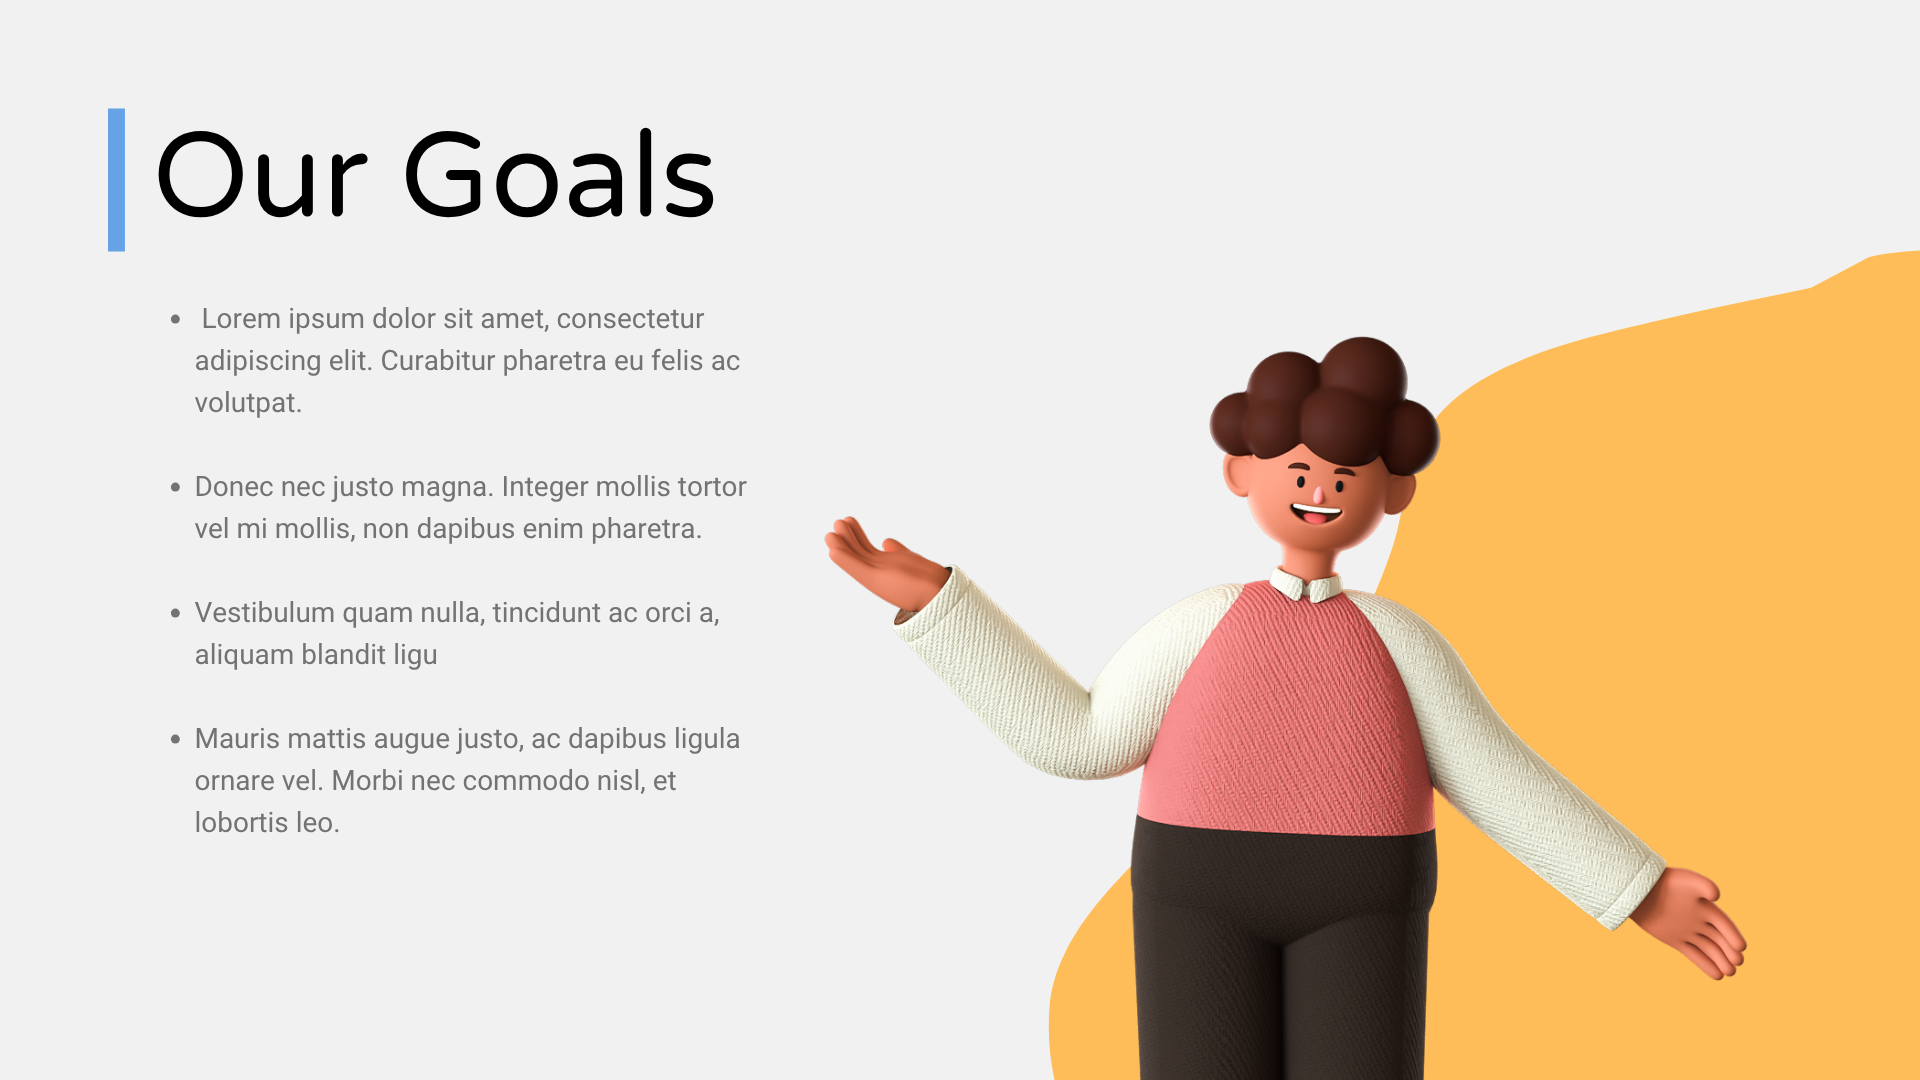 Our Goals
• Lorem ipsum dolor sit amet, consectetur
adipiscing elit. Curabitur pharetra eu felis ac
volutpat.
• Donec nec justo magna. Integer mollis tortor
vel mi mollis, non dapibus enim pharetra.
• Vestibulum quam nulla, tincidunt ac orci a,
aliquam blandit ligu
• Mauris mattis augue justo, ac dapibus ligula
ornare vel. Morbi nec commodo nisl, et
lobortis leo.